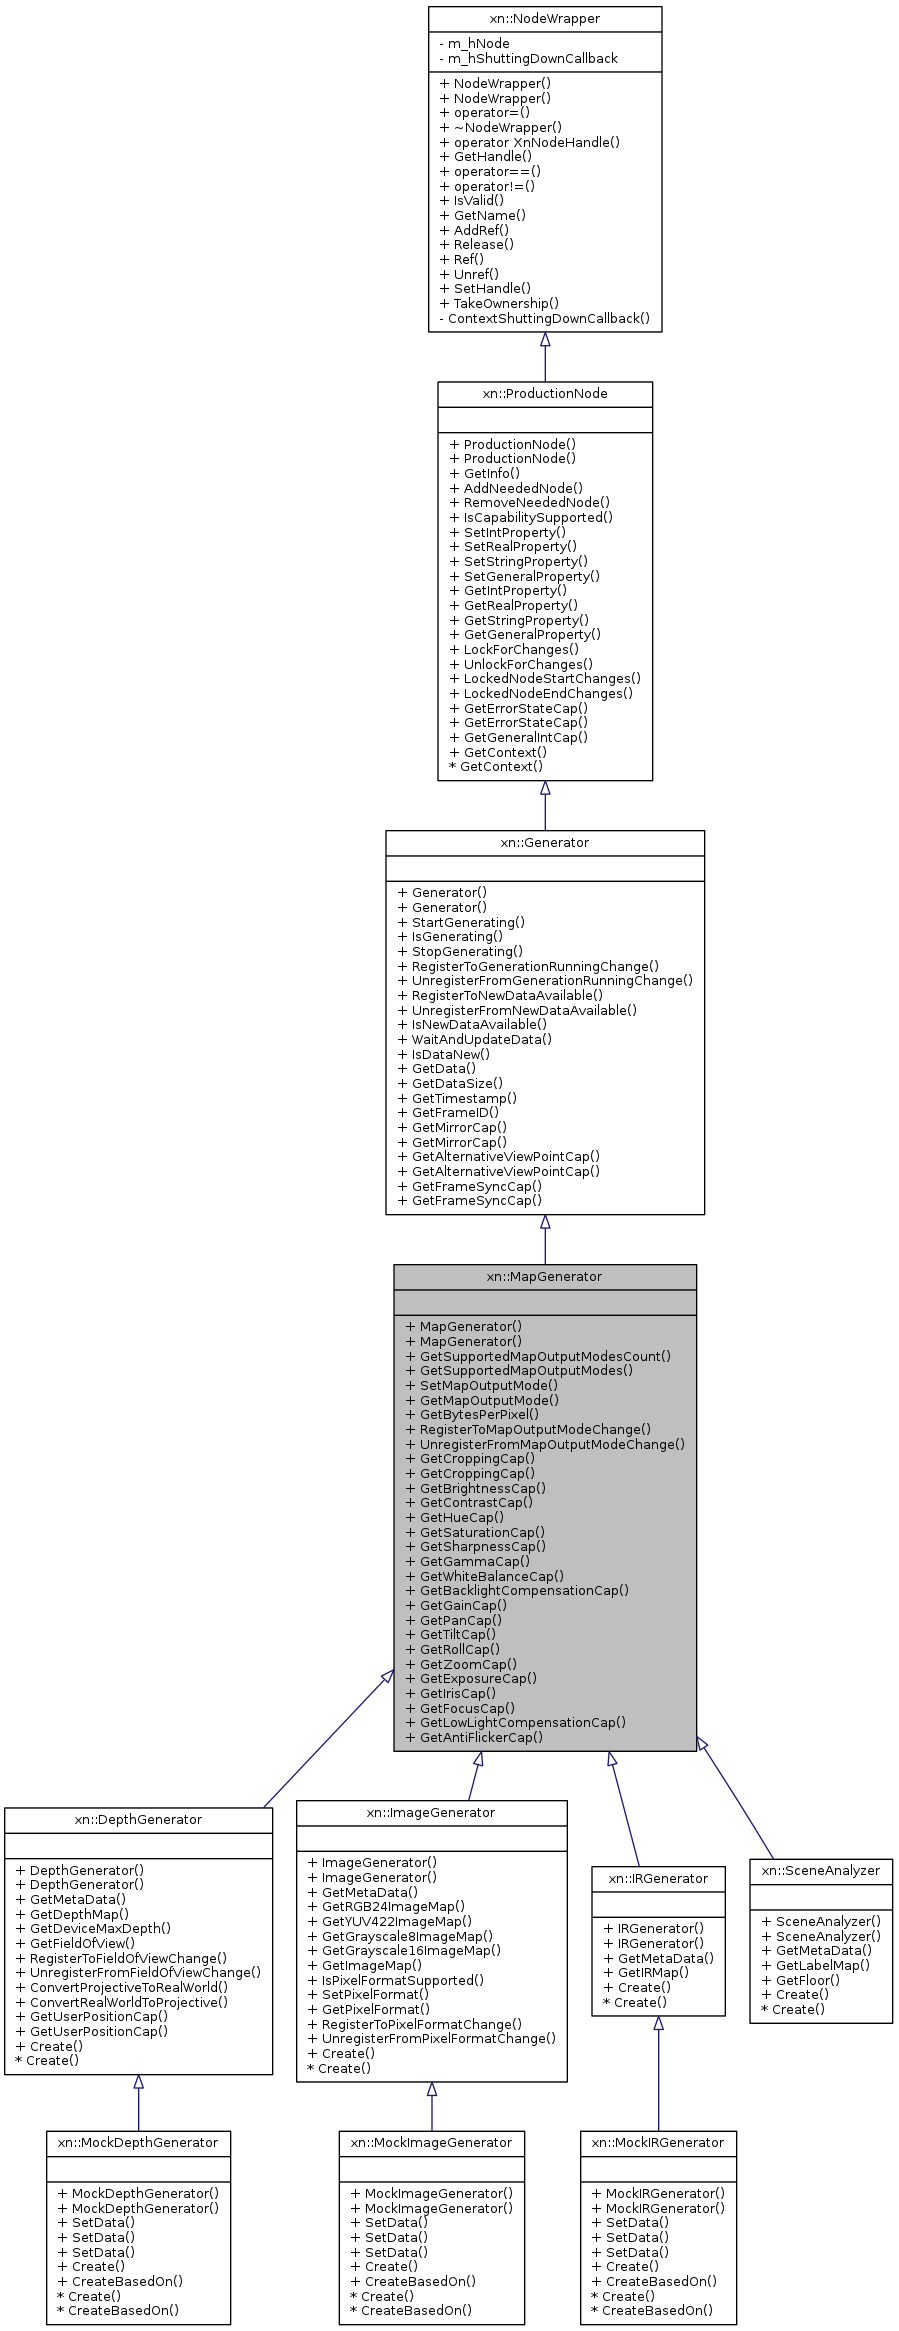 xn::NodeWrapper
- m_hNode
- m_hShuttingDownCallback
+ NodeWrapper()
+ NodeWrapper()
+ operator=()
+ ~NodeWrapper()
+ operator XnNodeHandle()
+ GetHandle()
+ operator==()
+ operator!=()
+ IsValid()
+ GetName()
+ AddRef()
+ Release()
+ Ref()
+ Unref()
+ SetHandle()
+ TakeOwnership()
- ContextShuttingDownCallback()
xn::ProductionNode
+ ProductionNode()
+ ProductionNode()
+ GetInfo()
+ AddNeededNode()
+ RemoveNeededNode()
+ IsCapabilitySupported()
+ SetIntProperty()
+ SetRealProperty()
+ SetStringProperty()
+ SetGeneralProperty()
+ GetIntProperty()
+ GetRealProperty()
+ GetStringProperty()
+ GetGeneralProperty()
+ LockForChanges()
+ UnlockForChanges()
+ LockedNodeStartChanges()
+ LockedNodeEndChanges()
+ GetErrorStateCap()
+ GetErrorStateCap()
+ GetGeneralIntCap()
+ GetContext()
* GetContext()
xn::Generator
+ Generator()
+ Generator()
+ StartGenerating()
+ IsGenerating()
+ StopGenerating()
+ RegisterToGenerationRunningChange()
+ UnregisterFromGenerationRunningChange()
+ RegisterToNewDataAvailable()
+ UnregisterFromNewDataAvailable()
+ IsNewDataAvailable()
+ WaitAndUpdateData()
+ IsDataNew()
+ GetData()
+ GetDataSize()
+ GetTimestamp()
+ GetFrameID()
+ GetMirrorCap()
+ GetMirrorCap()
+ GetAlternativeViewPointCap()
+ GetAlternativeViewPointCap()
+ GetFrameSyncCap()
+ GetFrameSyncCap()
xn::MapGenerator
+ MapGenerator()
+ MapGenerator()
+ GetSupportedMapOutputModesCount()
+ GetSupportedMapOutputModes()
+ SetMapOutputMode()
+ GetMapOutputMode()
+ GetBytesPerPixel()
+ RegisterToMapOutputModeChange()
+ UnregisterFromMapOutputModeChange()
+ GetCroppingCap()
+ GetCroppingCap()
+ GetBrightnessCap()
+ GetContrastCap()
+ GetHueCap()
+ GetSaturationCap()
+ GetSharpnessCap()
+ GetGammaCap()
+ GetWhiteBalanceCap()
+ GetBacklightCompensationCap()
+ GetGainCap()
+ GetPanCap()
+ GetTiltCap()
+ GetRollCap()
+ GetZoomCap()
+ GetExposureCap()
+ GetIrisCap()
+ GetFocusCap()
+ GetLowLightCompensationCap()
+ GetAntiFlickerCap()
xn::DepthGenerator
+ DepthGenerator()
+ DepthGenerator()
+ GetMetaData()
+ GetDepthMap()
+ GetDeviceMaxDepth()
+ GetFieldOfView()
+ RegisterToFieldOfViewChange()
+ UnregisterFromFieldOfViewChange()
+ ConvertProjectiveToRealWorld()
+ ConvertRealWorldToProjective()
+ GetUserPositionCap()
+ GetUserPositionCap()
+ Create()
* Create()
xn::ImageGenerator
+ ImageGenerator()
+ ImageGenerator()
+ GetMetaData()
+ GetRGB24ImageMap()
+ GetYUV422ImageMap()
+ GetGrayscale8ImageMap()
+ GetGrayscale16ImageMap()
+ GetImageMap()
+ IsPixelFormatSupported()
+ SetPixelFormat()
+ GetPixelFormat()
+ RegisterToPixelFormatChange()
+ UnregisterFromPixelFormatChange()
+ Create()
* Create()
xn::IRGenerator
+ IRGenerator()
+ IRGenerator()
+ GetMetaData()
+ GetIRMap()
+ Create()
* Create()
xn::SceneAnalyzer
+ SceneAnalyzer()
+ SceneAnalyzer()
+ GetMetaData()
+ GetLabelMap()
+ GetFloor()
+ Create()
* Create()
xn::MockDepthGenerator
+ MockDepthGenerator()
+ MockDepthGenerator()
+ SetData()
+ SetData()
+ SetData()
+ Create()
+ CreateBasedOn()
* Create()
* CreateBasedOn()
xn::MockImageGenerator
+ MockImageGenerator()
+ MockImageGenerator()
+ SetData()
+ SetData()
+ SetData()
+ Create()
+ CreateBasedOn()
* Create()
* CreateBasedOn()
xn::MockIRGenerator
+ MockIRGenerator()
+ MockIRGenerator()
+ SetData()
+ SetData()
+ SetData()
+ Create()
+ CreateBasedOn()
* Create()
* CreateBasedOn()